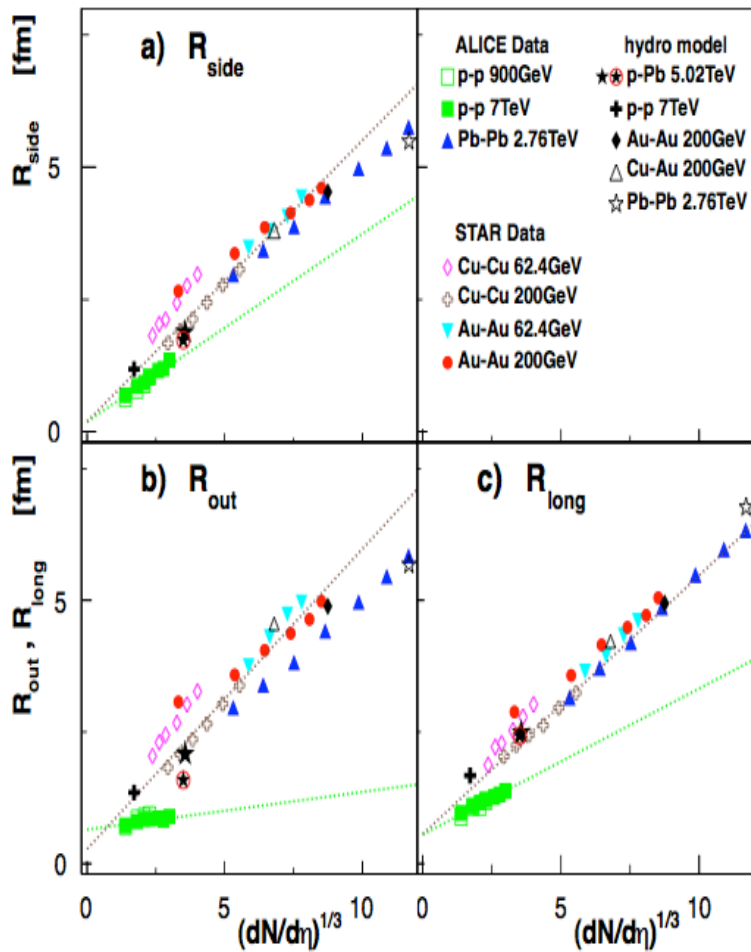 a) R_side
R_side [fm]
5
0
ALICE Data
p-p 900GeV
p-p 7TeV
Pb-Pb 2.76TeV
hydro model
p-Pb 5.02TeV
p-p 7TeV
Au-Au 200GeV
Cu-Au 200GeV
Pb-Pb 2.76TeV
STAR Data
Cu-Cu 62.4GeV
Cu-Cu 200GeV
Au-Au 62.4GeV
Au-Au 200GeV
b) R_out
c) R_long
R_out , R_long [fm]
5
0
0 5 10
0 5 10
(dN/dη)^1/3
(dN/dη)^1/3